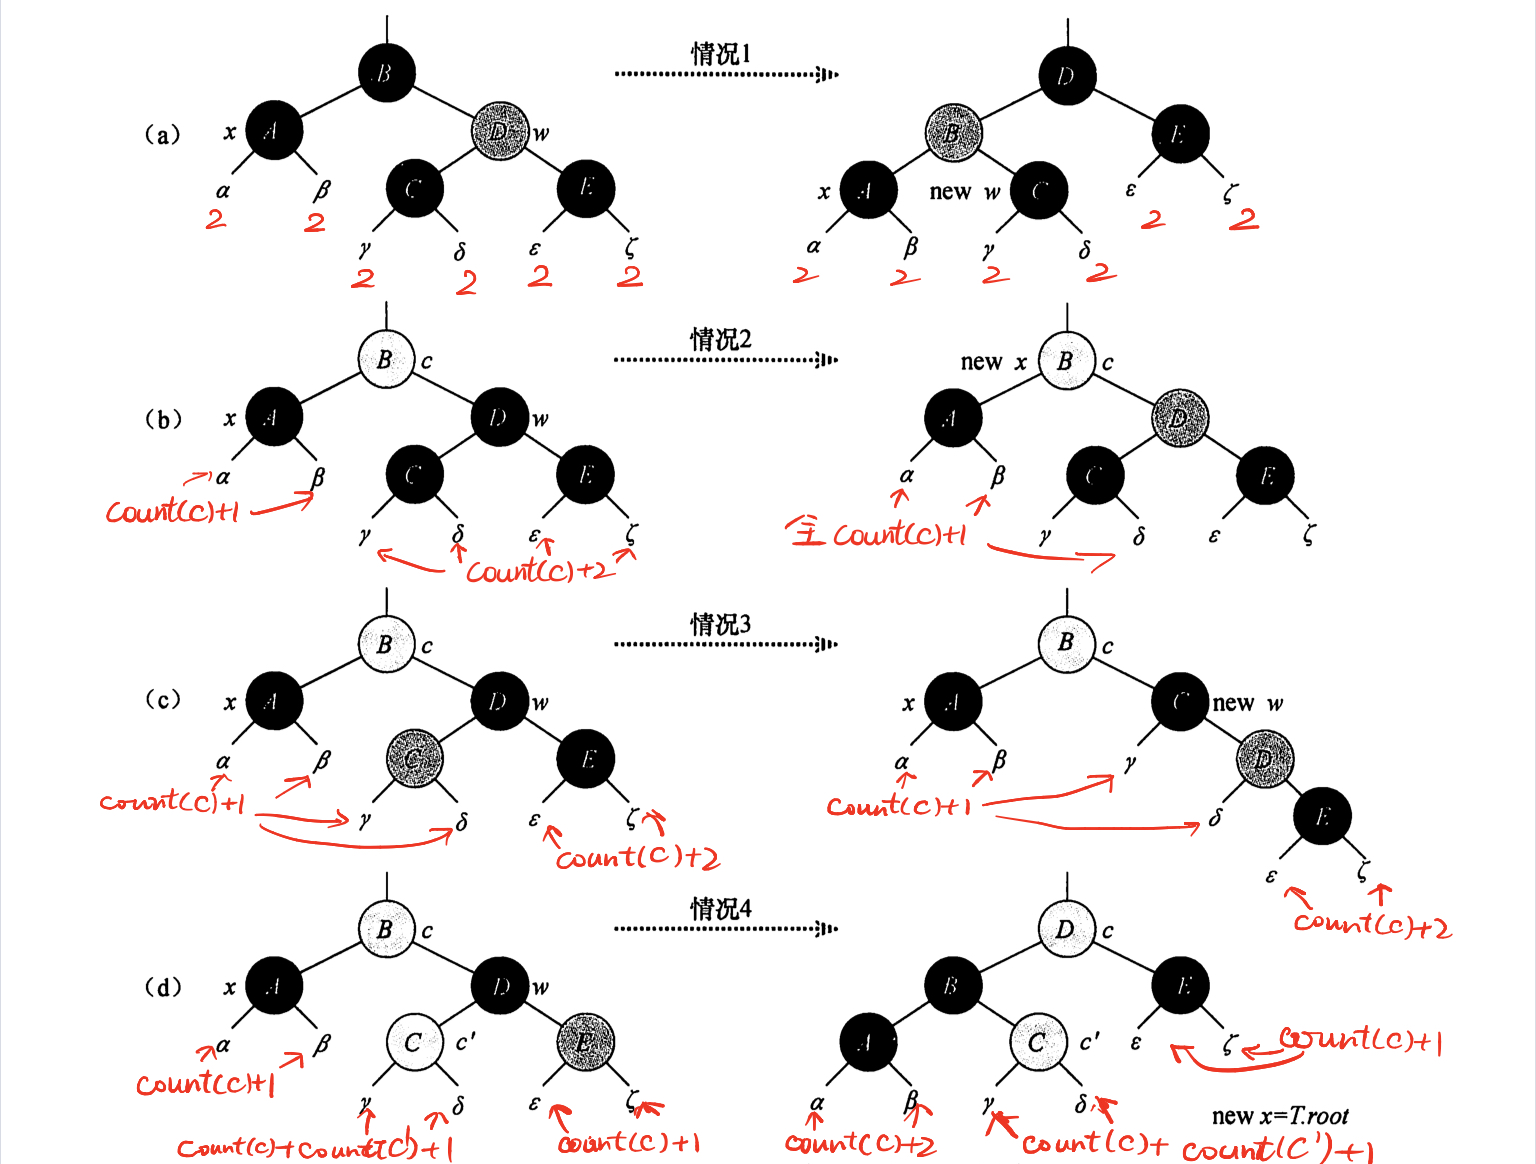 B
情况1
D
(a) x A D w
B E
α β C E
x A new w C ε ζ
2 2
2 2
γ δ ε ζ
α β γ δ
2 2 2 2
2 2 2 2
B c
情况2
new x B c
(b) x A D w
A D
α β C E
α β C E
count(c)+1
全 count(c)+1
γ δ ε ζ
γ δ ε ζ
count(c)+2
B c
情况3
B c
(c) x A D w
x A C new w
α β C E
α β γ D
count(c)+1
count(c)+1
γ δ ε ζ
δ E
count(c)+2
ε ζ
count(c)+2
B c
情况4
D c
(d) x A D w
B E
α β C c' E
A C c' ε ζ
count(c)+1
count(c)+1
γ δ ε ζ
α β γ δ
new x=T.root
count(c)+count(c')+1
count(c)+1
count(c)+2
count(c)+ count(c')+1